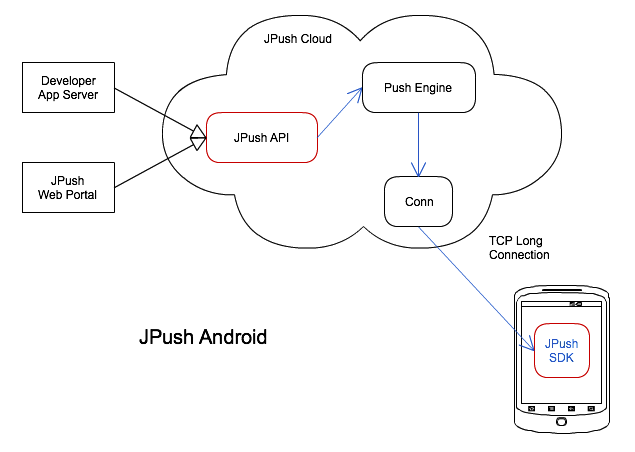 JPush Cloud
Developer
App Server
Push Engine
JPush API
JPush
Web Portal
Conn
TCP Long
Connection
JPush Android
JPush
SDK